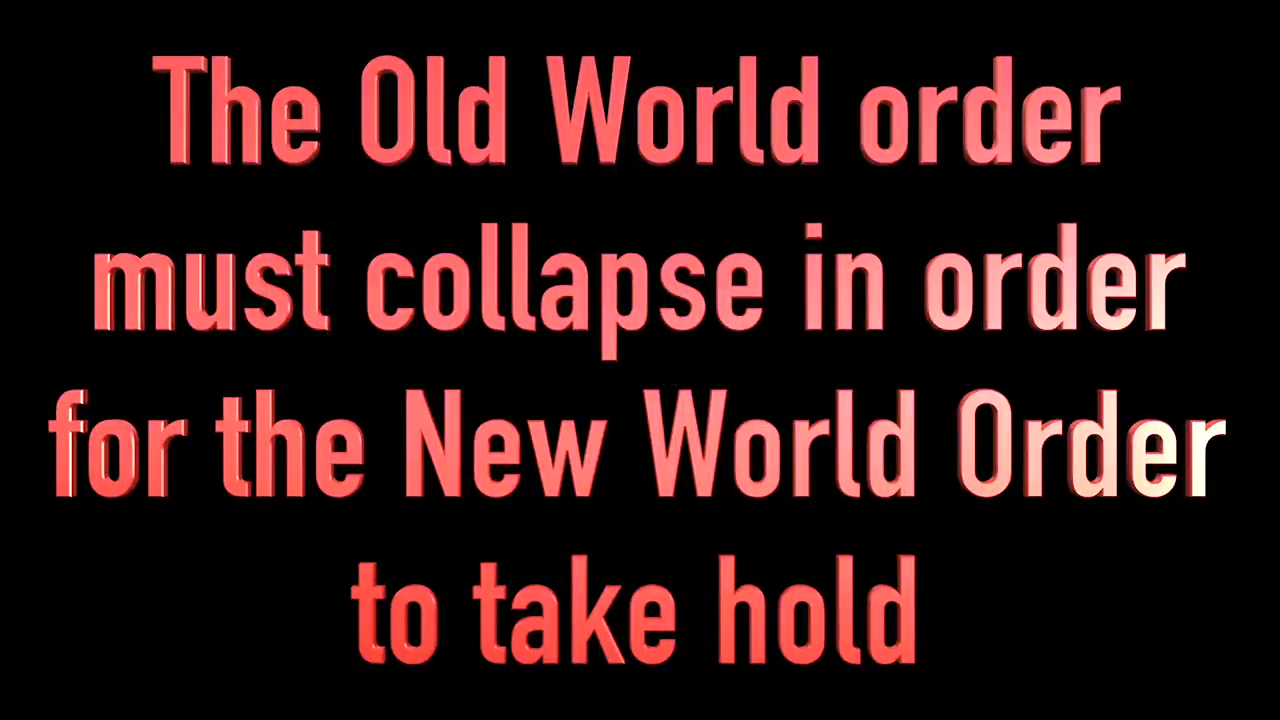 The Old World order
must collapse in order
for the New World Order
to take hold